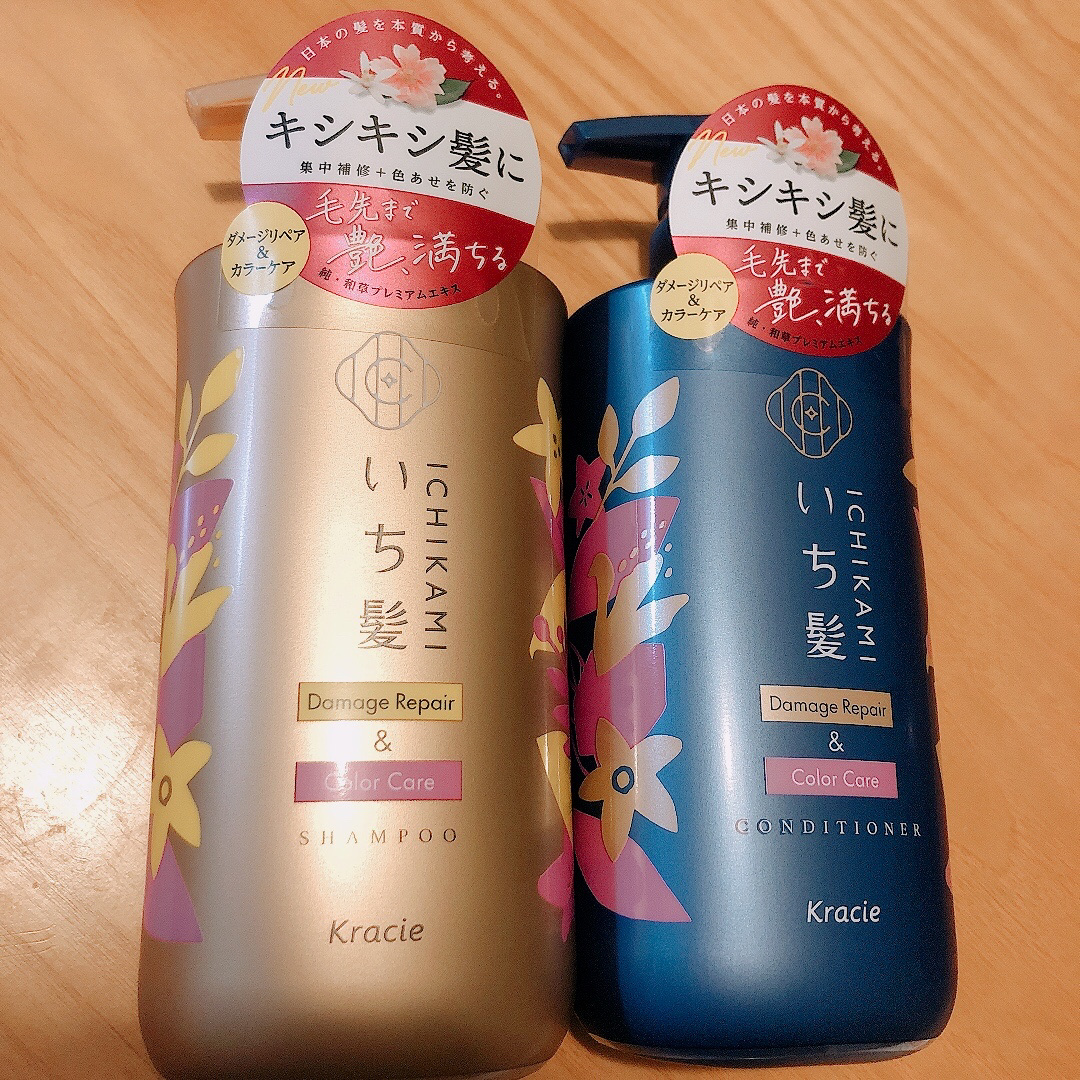 日本の髪を本質から考える。
New
キシキシ髪に
集中補修+色あせを防ぐ
毛先まで
艶、満ちる
純・和草プレミアムエキス
ダメージリペア
&
カラーケア
いち髪
ICHIKAMI
Damage Repair
&
Color Care
SHAMPOO
Kracie
日本の髪を本質から考える。
New
キシキシ髪に
集中補修+色あせを防ぐ
毛先まで
艶、満ちる
純・和草プレミアムエキス
ダメージリペア
&
カラーケア
いち髪
ICHIKAMI
Damage Repair
&
Color Care
CONDITIONER
Kracie